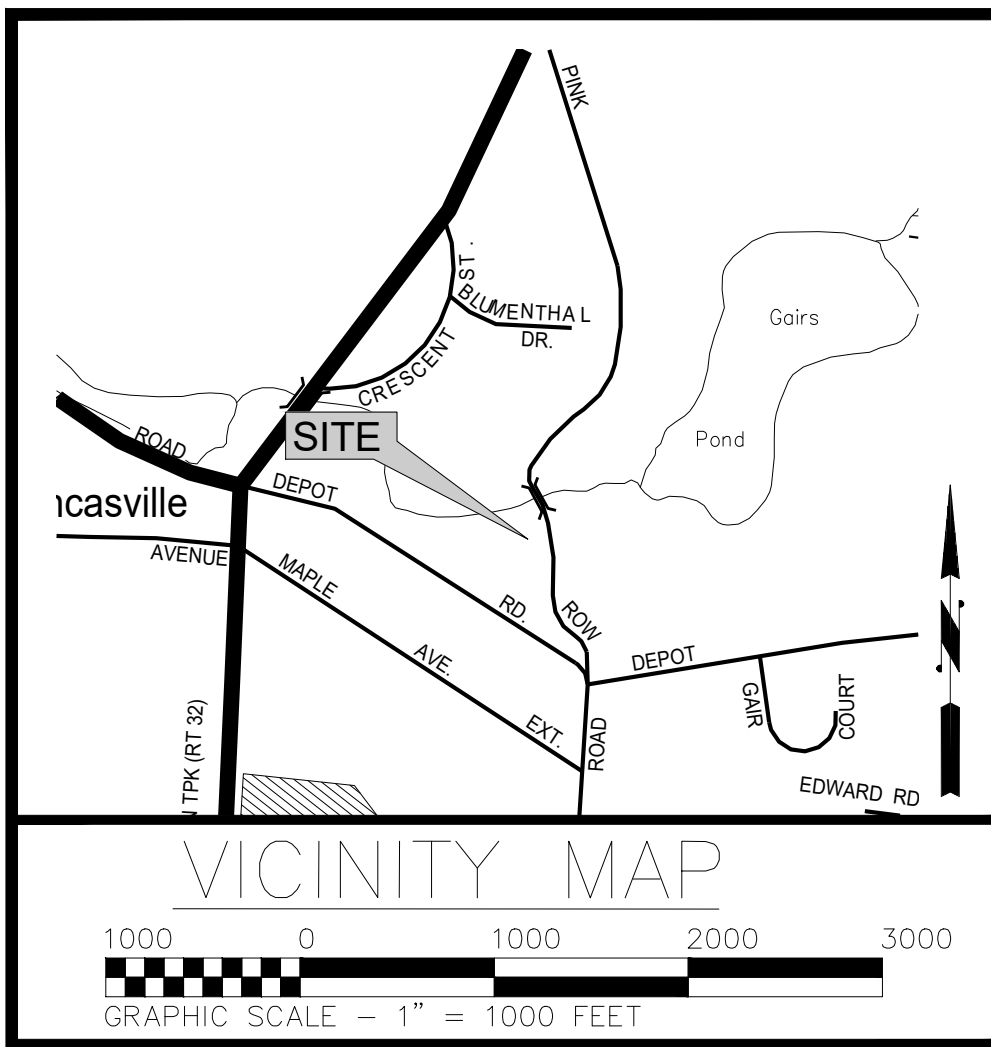 PINK
ST.
BLUMENTHAL
DR.
CRESCENT
Gairs
Pond
SITE
ROAD
DEPOT
ncasville
AVENUE
MAPLE
RD.
ROW
AVE.
DEPOT
EXT.
ROAD
GAIR
COURT
N TPK (RT 32)
EDWARD RD
N
VICINITY MAP
1000 0 1000 2000 3000
GRAPHIC SCALE - 1" = 1000 FEET